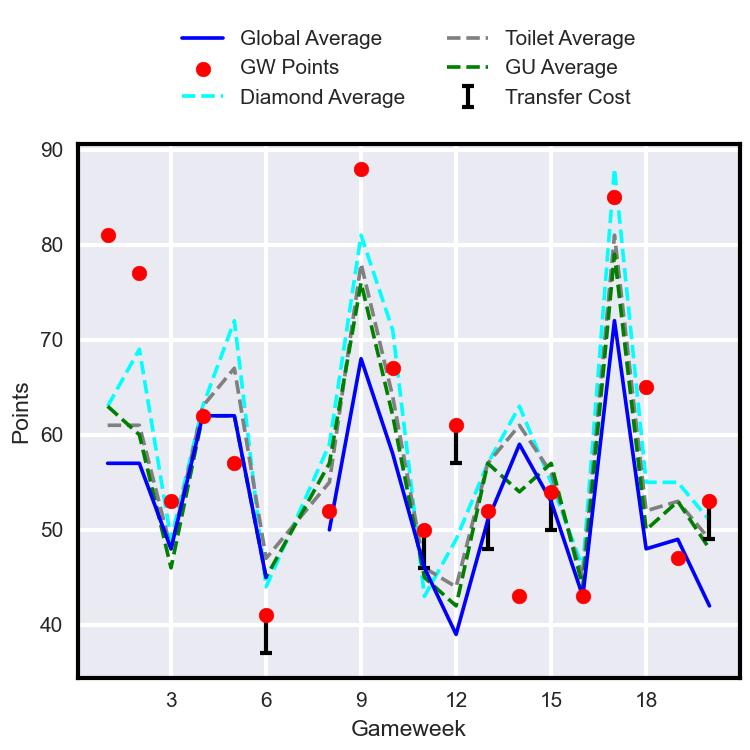 Global Average
GW Points
Diamond Average
Toilet Average
GU Average
Transfer Cost
90
80
70
60
50
40
Points
3 6 9 12 15 18
Gameweek